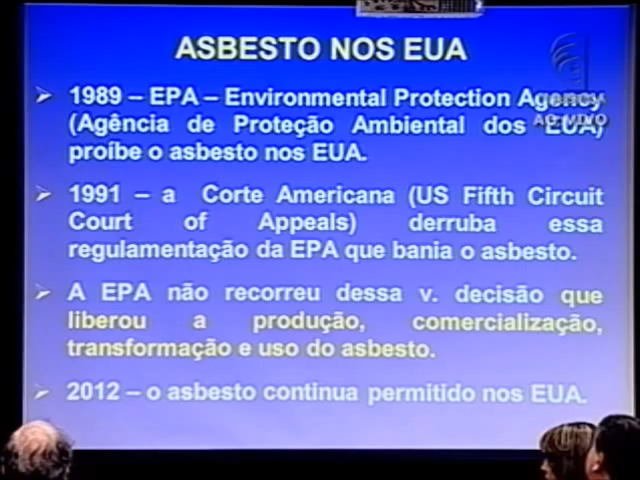 ASBESTO NOS EUA
➢ 1989 – EPA – Environmental Protection Agency
(Agência de Proteção Ambiental dos EUA)
proíbe o asbesto nos EUA.
➢ 1991 – a Corte Americana (US Fifth Circuit
Court of Appeals) derruba essa
regulamentação da EPA que bania o asbesto.
➢ A EPA não recorreu dessa v. decisão que
liberou a produção, comercialização,
transformação e uso do asbesto.
➢ 2012 – o asbesto continua permitido nos EUA.
AO VIVO